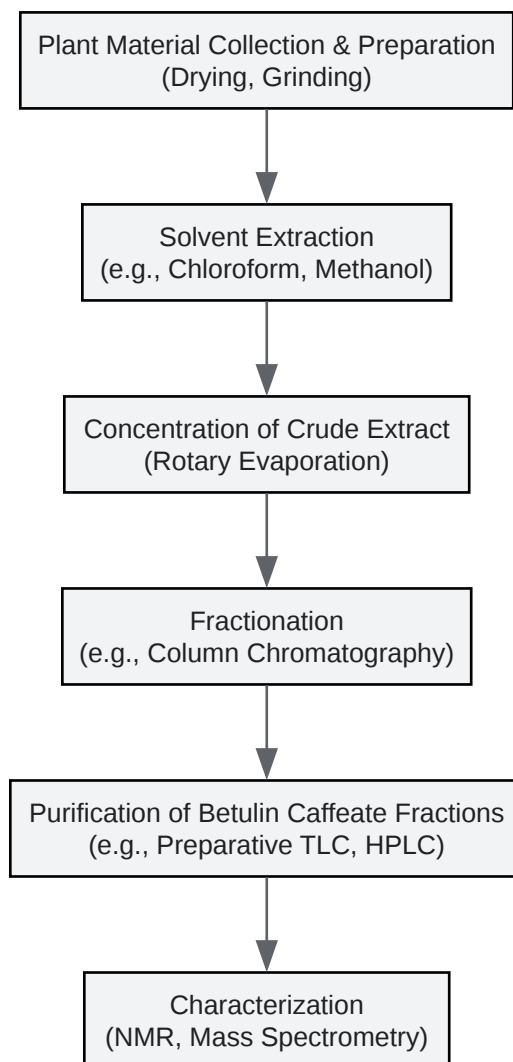 Plant Material Collection & Preparation
(Drying, Grinding)
Solvent Extraction
(e.g., Chloroform, Methanol)
Concentration of Crude Extract
(Rotary Evaporation)
Fractionation
(e.g., Column Chromatography)
Purification of Betulin Caffeate Fractions
(e.g., Preparative TLC, HPLC)
Characterization
(NMR, Mass Spectrometry)